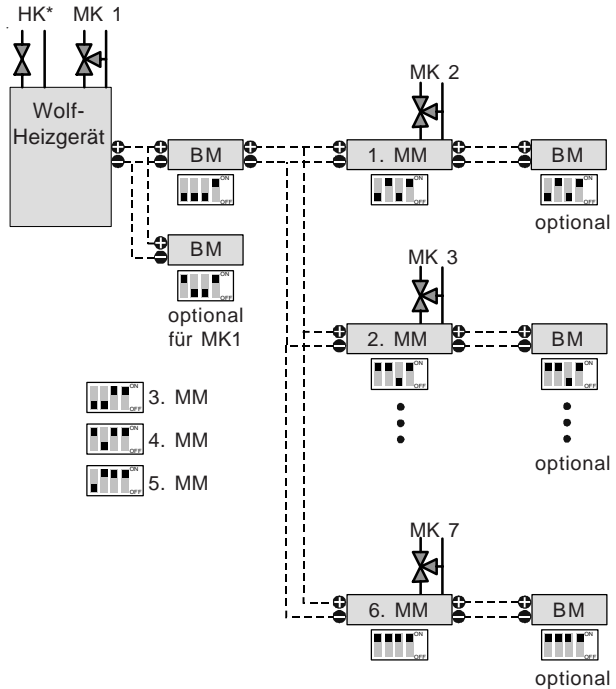 HK* MK 1
Wolf-
Heizgerät
BM
ON
OFF
BM
ON
OFF
optional
für MK1
MK 2
1. MM
ON
OFF
BM
ON
OFF
optional
MK 3
2. MM
ON
OFF
BM
ON
OFF
optional
ON
OFF
3. MM
ON
OFF
4. MM
ON
OFF
5. MM
MK 7
6. MM
ON
OFF
BM
ON
OFF
optional